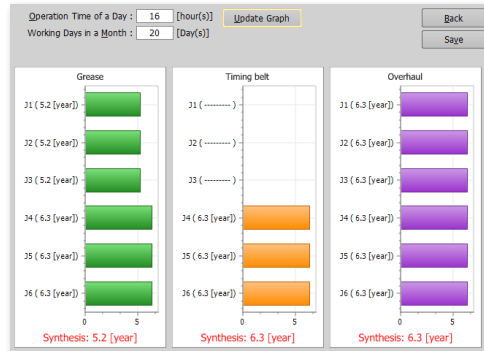 Operation Time of a Day : 16 [hour(s)] Update Graph Back
Working Days in a Month : 20 [Day(s)] Save
Grease
J1 ( 5.2 [year])
J2 ( 5.2 [year])
J3 ( 5.2 [year])
J4 ( 6.3 [year])
J5 ( 6.3 [year])
J6 ( 6.3 [year])
0 5
Synthesis: 5.2 [year]
Timing belt
J1 ( --------- )
J2 ( --------- )
J3 ( --------- )
J4 ( 6.3 [year])
J5 ( 6.3 [year])
J6 ( 6.3 [year])
0 5
Synthesis: 6.3 [year]
Overhaul
J1 ( 6.3 [year])
J2 ( 6.3 [year])
J3 ( 6.3 [year])
J4 ( 6.3 [year])
J5 ( 6.3 [year])
J6 ( 6.3 [year])
0 5
Synthesis: 6.3 [year]